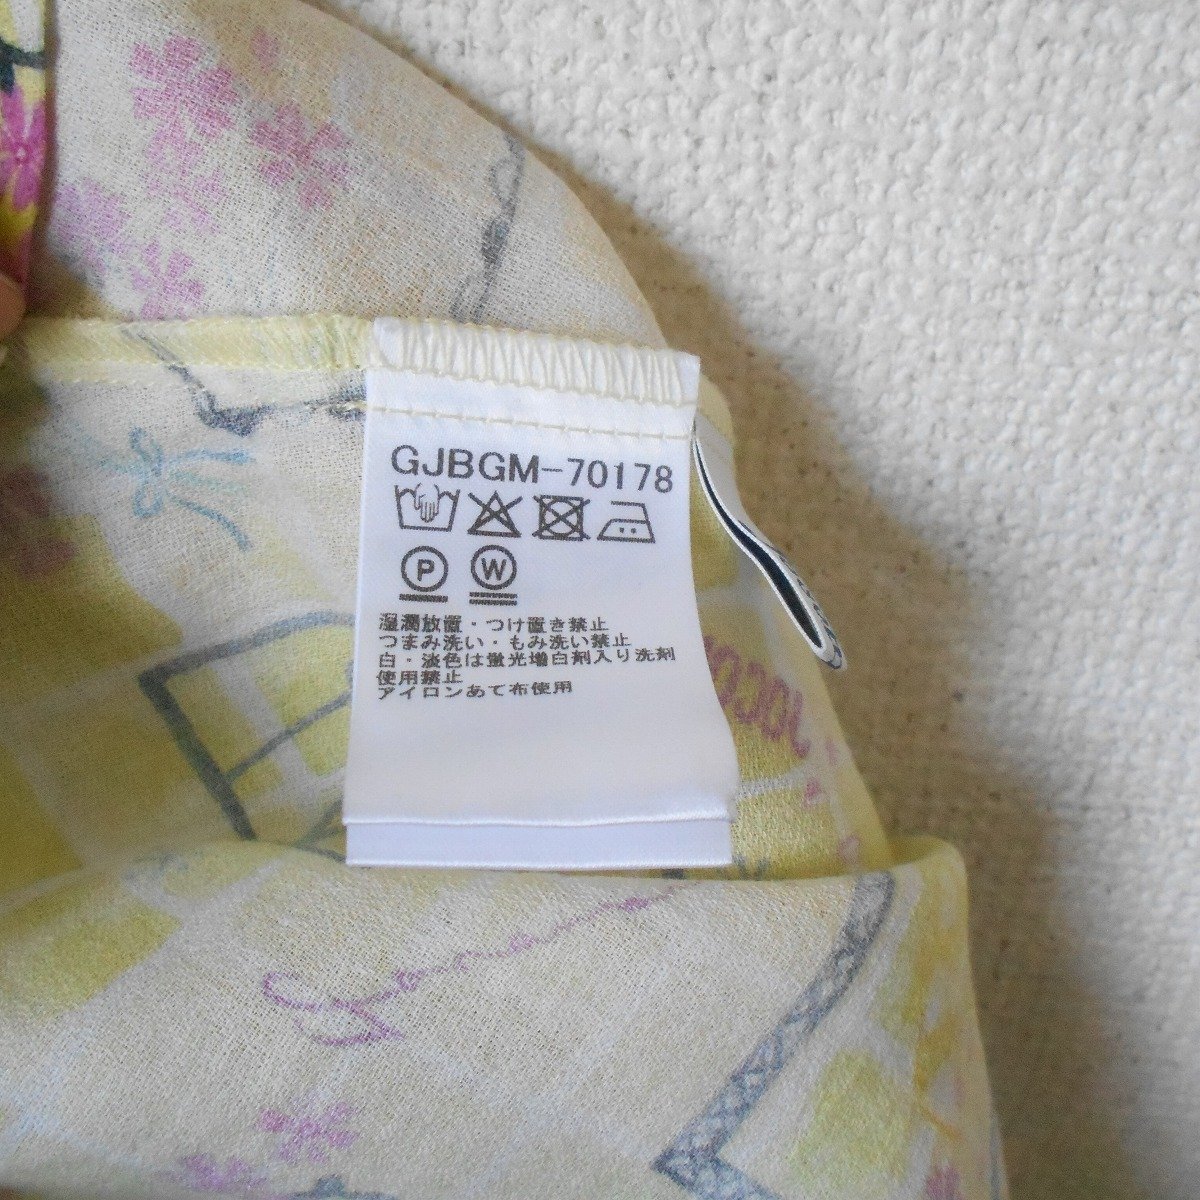 GJBGM-70178
P W
湿潤放置・つけ置き禁止
つまみ洗い・もみ洗い禁止
白・淡色は蛍光増白剤入り洗剤
使用禁止
アイロンあて布使用